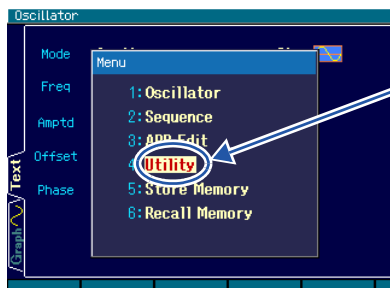 Oscillator
Mode
Menu
Freq
1:Oscillator
Amptd
2:Sequence
3:ARB Edit
Offset
4:Utility
Phase
5:Store Memory
6:Recall Memory
Text
Graph